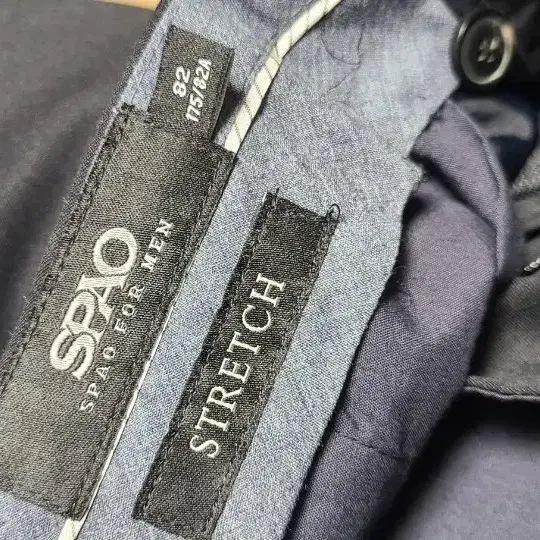 82
175/82A
SPAO
SPAO FOR MEN
STRETCH